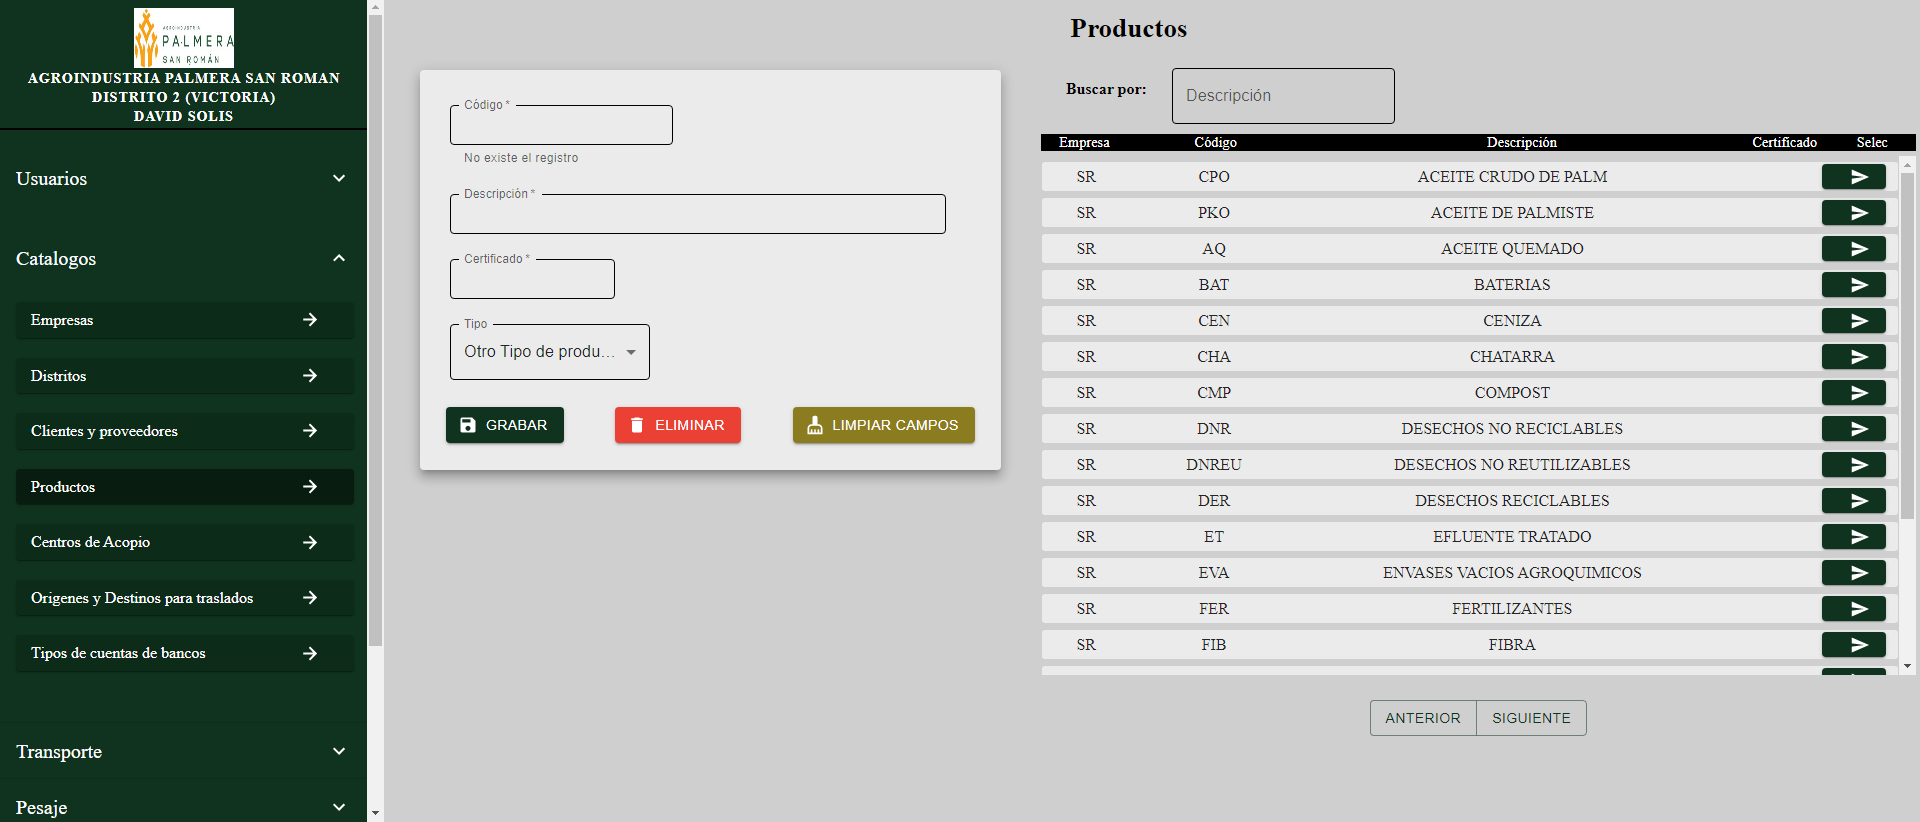 AGROINDUSTRIA
PALMERA
SAN ROMÁN
AGROINDUSTRIA PALMERA SAN ROMAN
DISTRITO 2 (VICTORIA)
DAVID SOLIS
Usuarios
Catalogos
Empresas
Distritos
Clientes y proveedores
Productos
Centros de Acopio
Origenes y Destinos para traslados
Tipos de cuentas de bancos
Transporte
Pesaje
Código *
No existe el registro
Descripción *
Certificado *
Tipo
Otro Tipo de produ...
GRABAR ELIMINAR LIMPIAR CAMPOS
Productos
Buscar por: Descripción
Empresa Código Descripción Certificado Selec
SR CPO ACEITE CRUDO DE PALM
SR PKO ACEITE DE PALMISTE
SR AQ ACEITE QUEMADO
SR BAT BATERIAS
SR CEN CENIZA
SR CHA CHATARRA
SR CMP COMPOST
SR DNR DESECHOS NO RECICLABLES
SR DNREU DESECHOS NO REUTILIZABLES
SR DER DESECHOS RECICLABLES
SR ET EFLUENTE TRATADO
SR EVA ENVASES VACIOS AGROQUIMICOS
SR FER FERTILIZANTES
SR FIB FIBRA
ANTERIOR SIGUIENTE